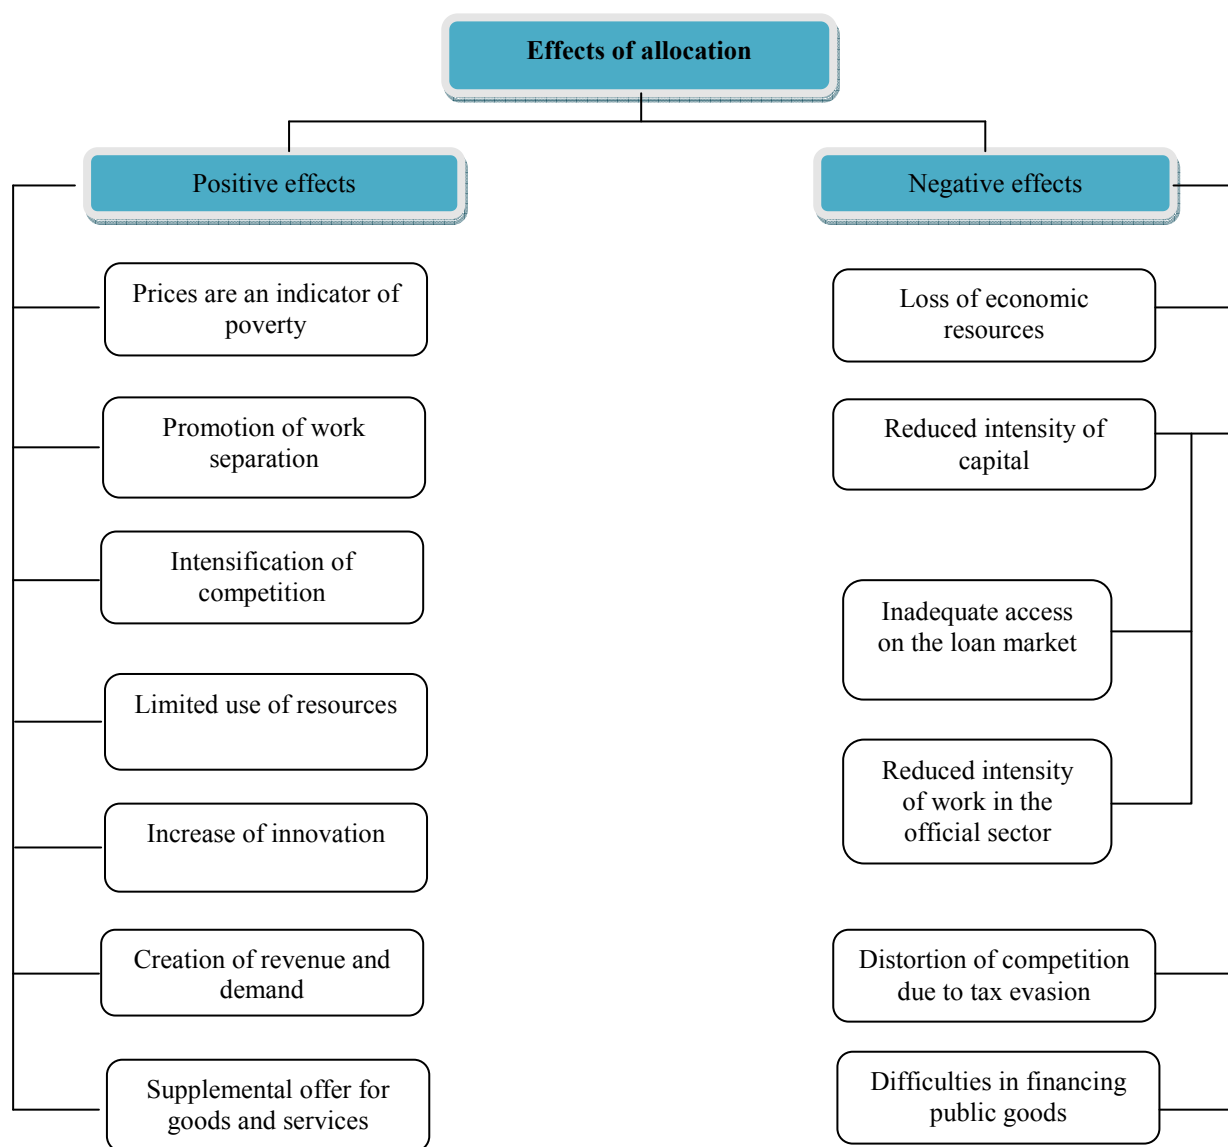 Effects of allocation
Positive effects
Negative effects
Prices are an indicator of
poverty
Promotion of work
separation
Intensification of
competition
Limited use of resources
Increase of innovation
Creation of revenue and
demand
Supplemental offer for
goods and services
Loss of economic
resources
Reduced intensity of
capital
Inadequate access
on the loan market
Reduced intensity
of work in the
official sector
Distortion of competition
due to tax evasion
Difficulties in financing
public goods